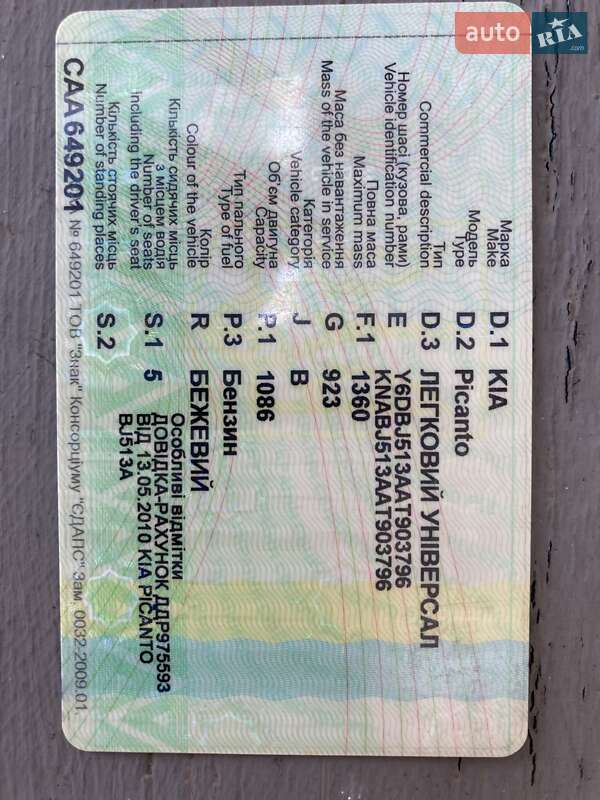 auto RIA .com
Марка D.1 KIA
Make
Модель D.2 Picanto
Type
Тип D.3 ЛЕГКОВИЙ УНІВЕРСАЛ
Commercial description
Номер шасі (кузова, рами) E Y6DBJ513AAT903796
Vehicle identification number KNABJ513AAT903796
Повна маса F.1 1360
Maximum mass
Маса без навантаження G 923
Mass of the vehicle in service
Категорія J B
Vehicle category
Об'єм двигуна P.1 1086
Capacity
Тип пального P.3 Бензин
Type of fuel
Колір R БЕЖЕВИЙ
Colour of the vehicle
Кількість сидячих місць Особливі відмітки
з місцем водія ДОВІДКА-РАХУНОК ДДР975593
Number of seats S.1 5 ВІД 13.05.2010 KIA PICANTO
Including the driver's seat BJ513A
Кількість стоячих місць S.2
Number of standing places
САА 649201 № 649201 ТОВ "Знак" Консорціуму "ЄДАПС" Зам. 0032-2009.01.